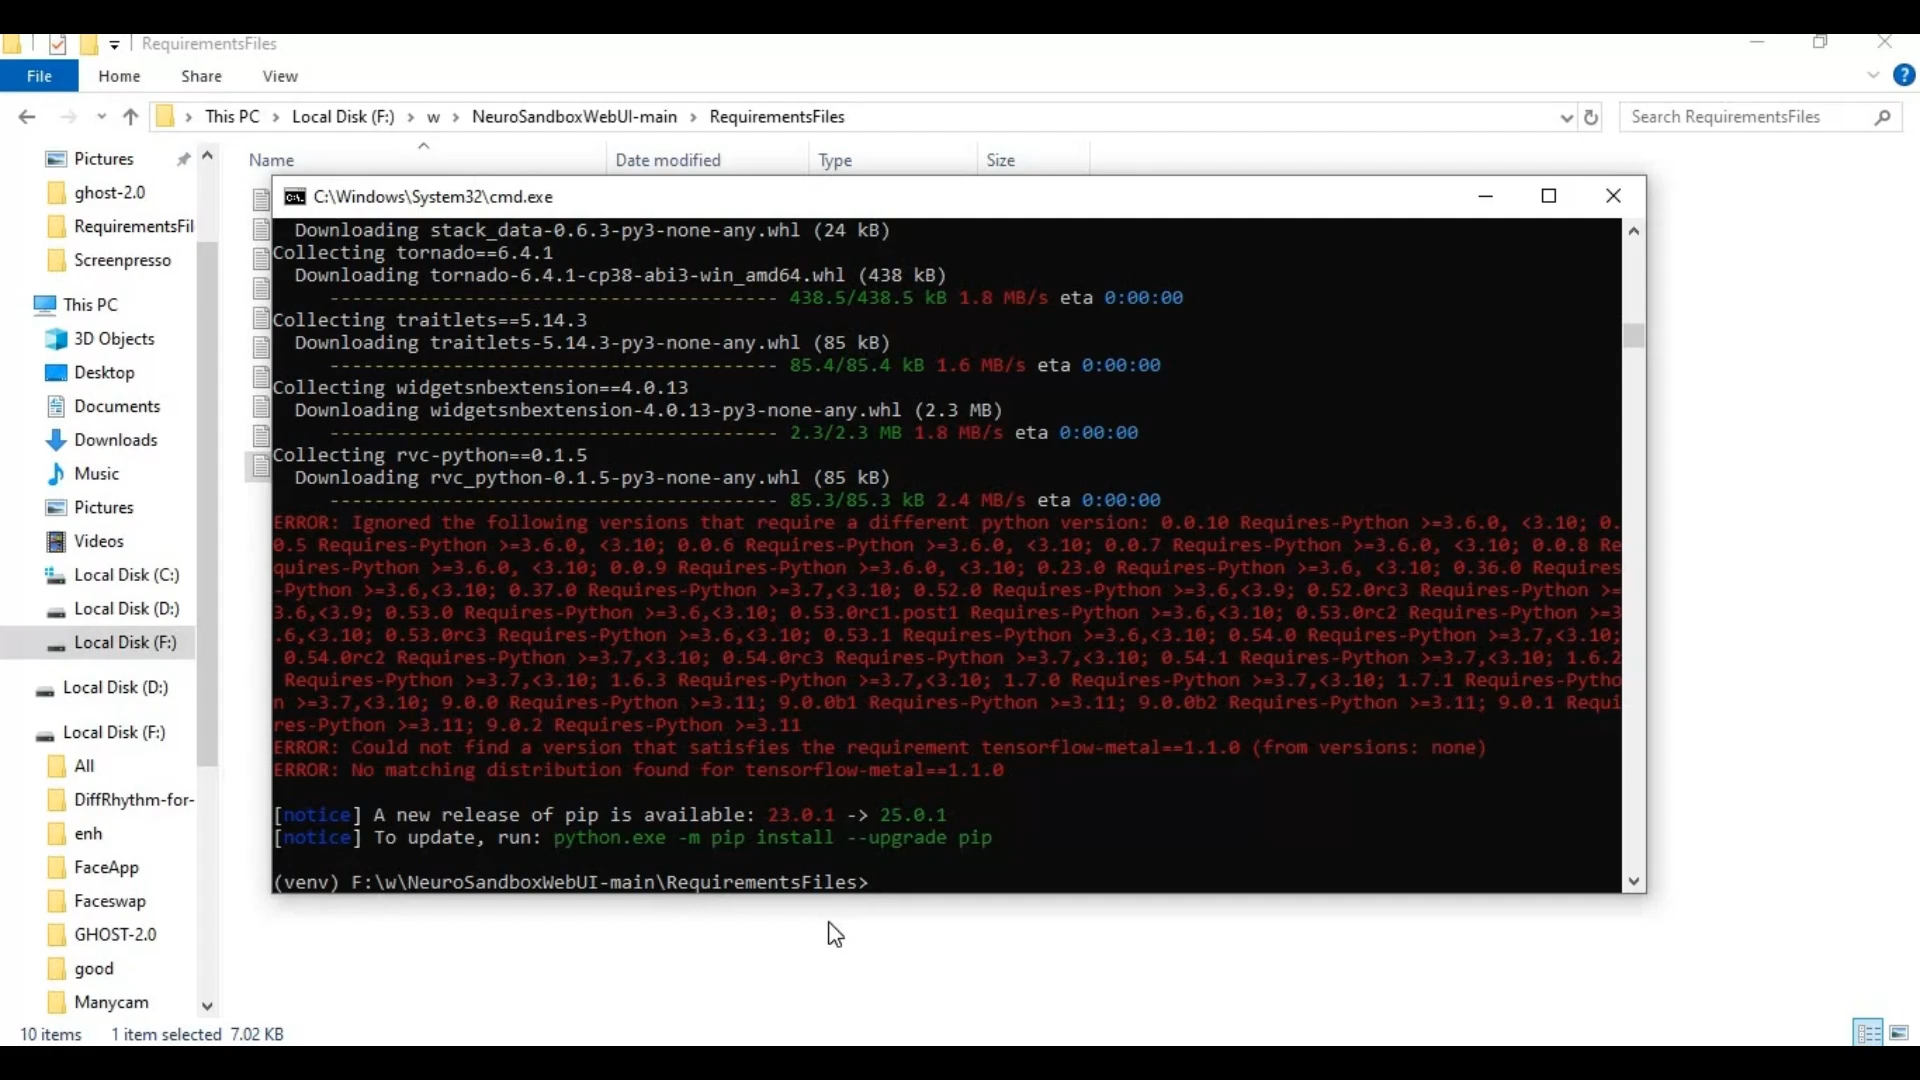 RequirementsFiles
File Home Share View
This PC Local Disk (F:) w NeuroSandboxWebUI-main RequirementsFiles
Search RequirementsFiles
Name Date modified Type Size
Pictures
ghost-2.0
RequirementsFil
Screenpresso
This PC
3D Objects
Desktop
Documents
Downloads
Music
Pictures
Videos
Local Disk (C:)
Local Disk (D:)
Local Disk (F:)
Local Disk (D:)
Local Disk (F:)
All
DiffRhythm-for-
enh
FaceApp
Faceswap
GHOST-2.0
good
Manycam
C:\Windows\System32\cmd.exe
Downloading stack_data-0.6.3-py3-none-any.whl (24 kB)
Collecting tornado==6.4.1
Downloading tornado-6.4.1-cp38-abi3-win_amd64.whl (438 kB)
---------------------------------------- 438.5/438.5 kB 1.8 MB/s eta 0:00:00
Collecting traitlets==5.14.3
Downloading traitlets-5.14.3-py3-none-any.whl (85 kB)
---------------------------------------- 85.4/85.4 kB 1.6 MB/s eta 0:00:00
Collecting widgetsnbextension==4.0.13
Downloading widgetsnbextension-4.0.13-py3-none-any.whl (2.3 MB)
---------------------------------------- 2.3/2.3 MB 1.8 MB/s eta 0:00:00
Collecting rvc-python==0.1.5
Downloading rvc_python-0.1.5-py3-none-any.whl (85 kB)
---------------------------------------- 85.3/85.3 kB 2.4 MB/s eta 0:00:00
ERROR: Ignored the following versions that require a different python version: 0.0.10 Requires-Python >=3.6.0, <3.10; 0.
0.5 Requires-Python >=3.6.0, <3.10; 0.0.6 Requires-Python >=3.6.0, <3.10; 0.0.7 Requires-Python >=3.6.0, <3.10; 0.0.8 Re
quires-Python >=3.6.0, <3.10; 0.0.9 Requires-Python >=3.6.0, <3.10; 0.23.0 Requires-Python >=3.6, <3.10; 0.36.0 Requires
-Python >=3.6,<3.10; 0.37.0 Requires-Python >=3.7,<3.10; 0.52.0 Requires-Python >=3.6,<3.9; 0.52.0rc3 Requires-Python >=
3.6,<3.9; 0.53.0 Requires-Python >=3.6,<3.10; 0.53.0rc1.post1 Requires-Python >=3.6,<3.10; 0.53.0rc2 Requires-Python >=3
.6,<3.10; 0.53.0rc3 Requires-Python >=3.6,<3.10; 0.53.1 Requires-Python >=3.6,<3.10; 0.54.0 Requires-Python >=3.7,<3.10;
0.54.0rc2 Requires-Python >=3.7,<3.10; 0.54.0rc3 Requires-Python >=3.7,<3.10; 0.54.1 Requires-Python >=3.7,<3.10; 1.6.2
Requires-Python >=3.7,<3.10; 1.6.3 Requires-Python >=3.7,<3.10; 1.7.0 Requires-Python >=3.7,<3.10; 1.7.1 Requires-Pytho
n >=3.7,<3.10; 9.0.0 Requires-Python >=3.11; 9.0.0b1 Requires-Python >=3.11; 9.0.0b2 Requires-Python >=3.11; 9.0.1 Requi
res-Python >=3.11; 9.0.2 Requires-Python >=3.11
ERROR: Could not find a version that satisfies the requirement tensorflow-metal==1.1.0 (from versions: none)
ERROR: No matching distribution found for tensorflow-metal==1.1.0
[notice] A new release of pip is available: 23.0.1 -> 25.0.1
[notice] To update, run: python.exe -m pip install --upgrade pip
(venv) F:\w\NeuroSandboxWebUI-main\RequirementsFiles>
10 items 1 item selected 7.02 KB